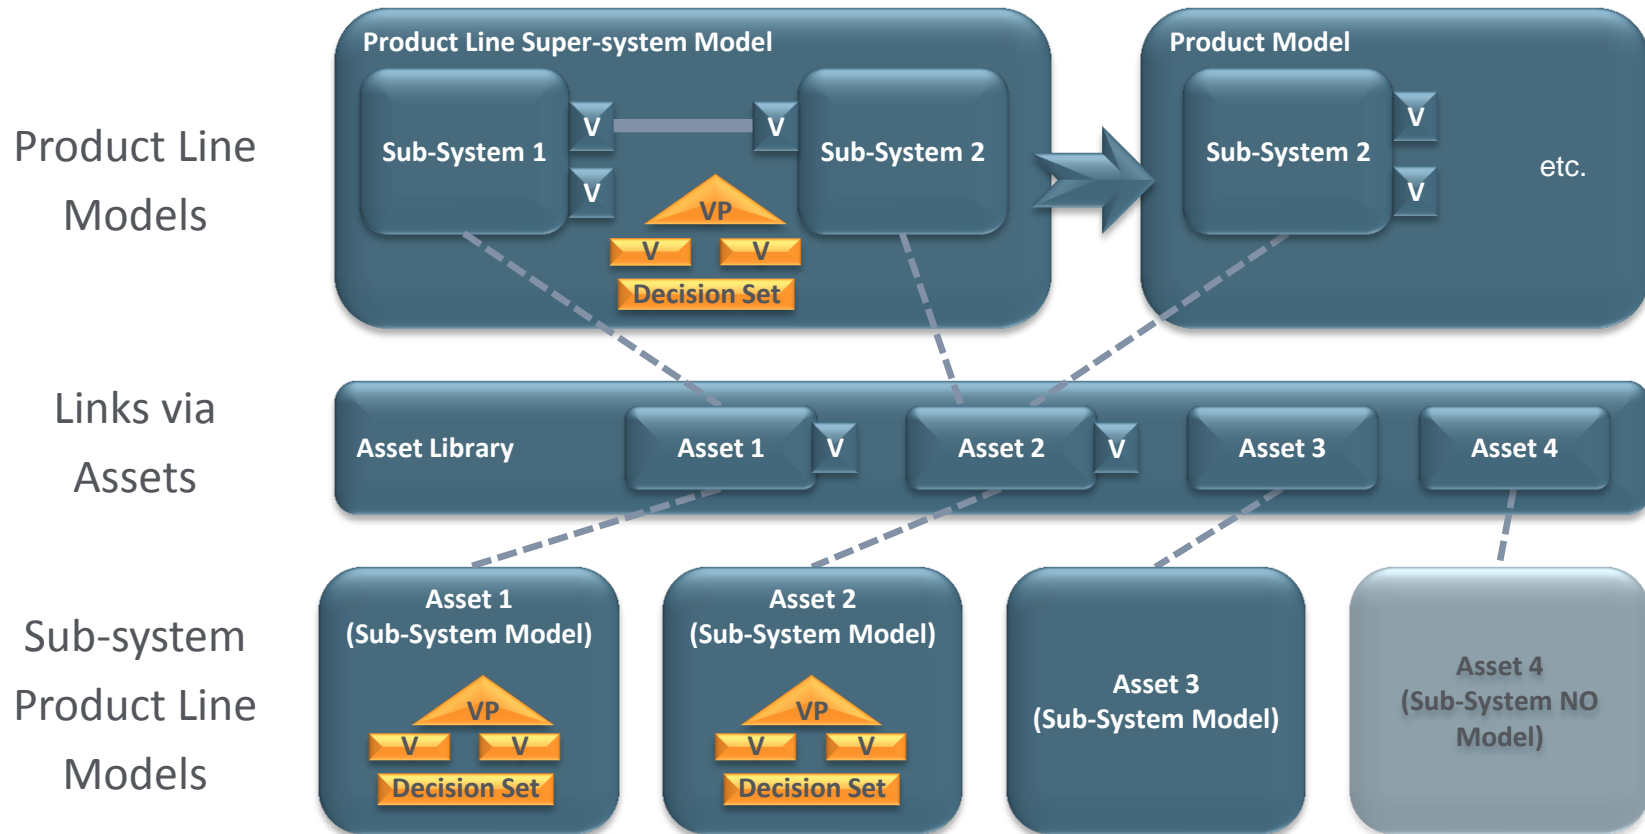 Product Line
Models
Product Line Super-system Model
Sub-System 1
V
V
V
Sub-System 2
VP
V
V
Decision Set
Product Model
Sub-System 2
V
V
etc.
Links via
Assets
Asset Library
Asset 1
V
Asset 2
V
Asset 3
Asset 4
Sub-system
Product Line
Models
Asset 1
(Sub-System Model)
VP
V
V
Decision Set
Asset 2
(Sub-System Model)
VP
V
V
Decision Set
Asset 3
(Sub-System Model)
Asset 4
(Sub-System NO
Model)